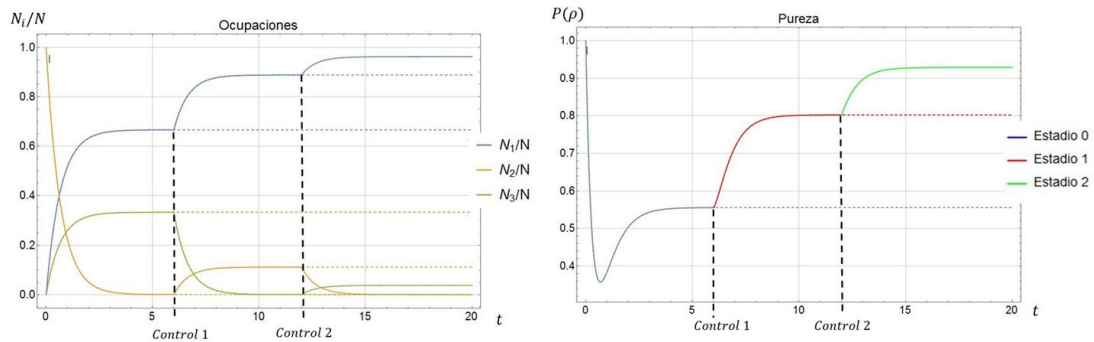 N_i/N
Ocupaciones
1.0
0.8
0.6
0.4
0.2
0.0
0
5
10
15
20
t
Control 1
Control 2
N_1/N
N_2/N
N_3/N
P(ρ)
Pureza
1.0
0.9
0.8
0.7
0.6
0.5
0.4
0
5
10
15
20
t
Control 1
Control 2
Estadio 0
Estadio 1
Estadio 2